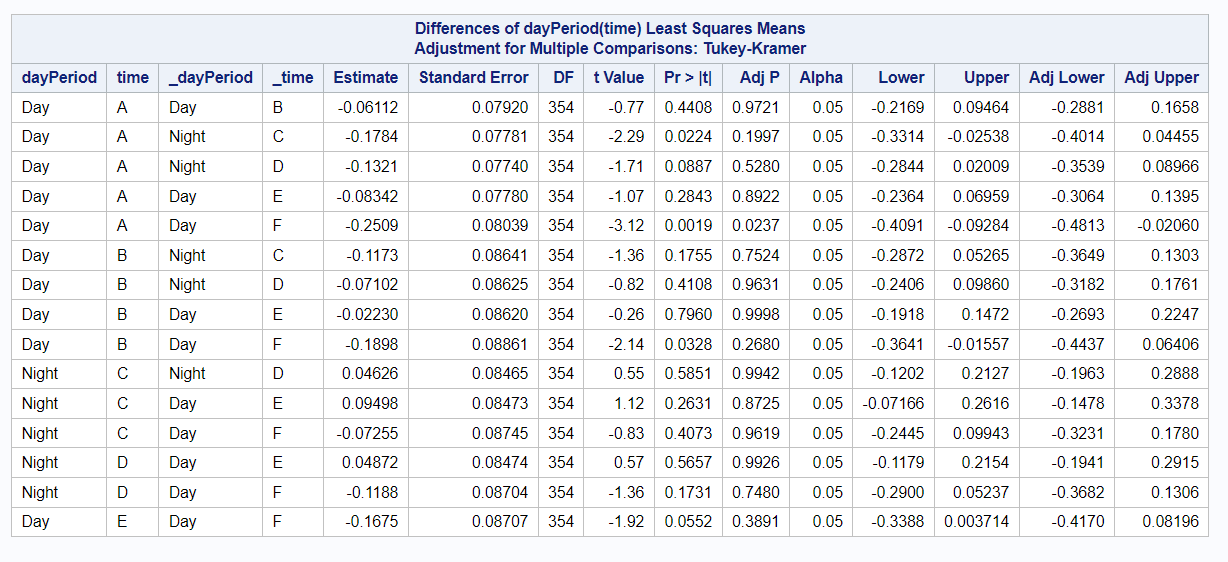 Differences of dayPeriod(time) Least Squares Means
Adjustment for Multiple Comparisons: Tukey-Kramer
dayPeriod time _dayPeriod _time Estimate Standard Error DF t Value Pr > |t| Adj P Alpha Lower Upper Adj Lower Adj Upper
Day A Day B -0.06112 0.07920 354 -0.77 0.4408 0.9721 0.05 -0.2169 0.09464 -0.2881 0.1658
Day A Night C -0.1784 0.07781 354 -2.29 0.0224 0.1997 0.05 -0.3314 -0.02538 -0.4014 0.04455
Day A Night D -0.1321 0.07740 354 -1.71 0.0887 0.5280 0.05 -0.2844 0.02009 -0.3539 0.08966
Day A Day E -0.08342 0.07780 354 -1.07 0.2843 0.8922 0.05 -0.2364 0.06959 -0.3064 0.1395
Day A Day F -0.2509 0.08039 354 -3.12 0.0019 0.0237 0.05 -0.4091 -0.09284 -0.4813 -0.02060
Day B Night C -0.1173 0.08641 354 -1.36 0.1755 0.7524 0.05 -0.2872 0.05265 -0.3649 0.1303
Day B Night D -0.07102 0.08625 354 -0.82 0.4108 0.9631 0.05 -0.2406 0.09860 -0.3182 0.1761
Day B Day E -0.02230 0.08620 354 -0.26 0.7960 0.9998 0.05 -0.1918 0.1472 -0.2693 0.2247
Day B Day F -0.1898 0.08861 354 -2.14 0.0328 0.2680 0.05 -0.3641 -0.01557 -0.4437 0.06406
Night C Night D 0.04626 0.08465 354 0.55 0.5851 0.9942 0.05 -0.1202 0.2127 -0.1963 0.2888
Night C Day E 0.09498 0.08473 354 1.12 0.2631 0.8725 0.05 -0.07166 0.2616 -0.1478 0.3378
Night C Day F -0.07255 0.08745 354 -0.83 0.4073 0.9619 0.05 -0.2445 0.09943 -0.3231 0.1780
Night D Day E 0.04872 0.08474 354 0.57 0.5657 0.9926 0.05 -0.1179 0.2154 -0.1941 0.2915
Night D Day F -0.1188 0.08704 354 -1.36 0.1731 0.7480 0.05 -0.2900 0.05237 -0.3682 0.1306
Day E Day F -0.1675 0.08707 354 -1.92 0.0552 0.3891 0.05 -0.3388 0.003714 -0.4170 0.08196